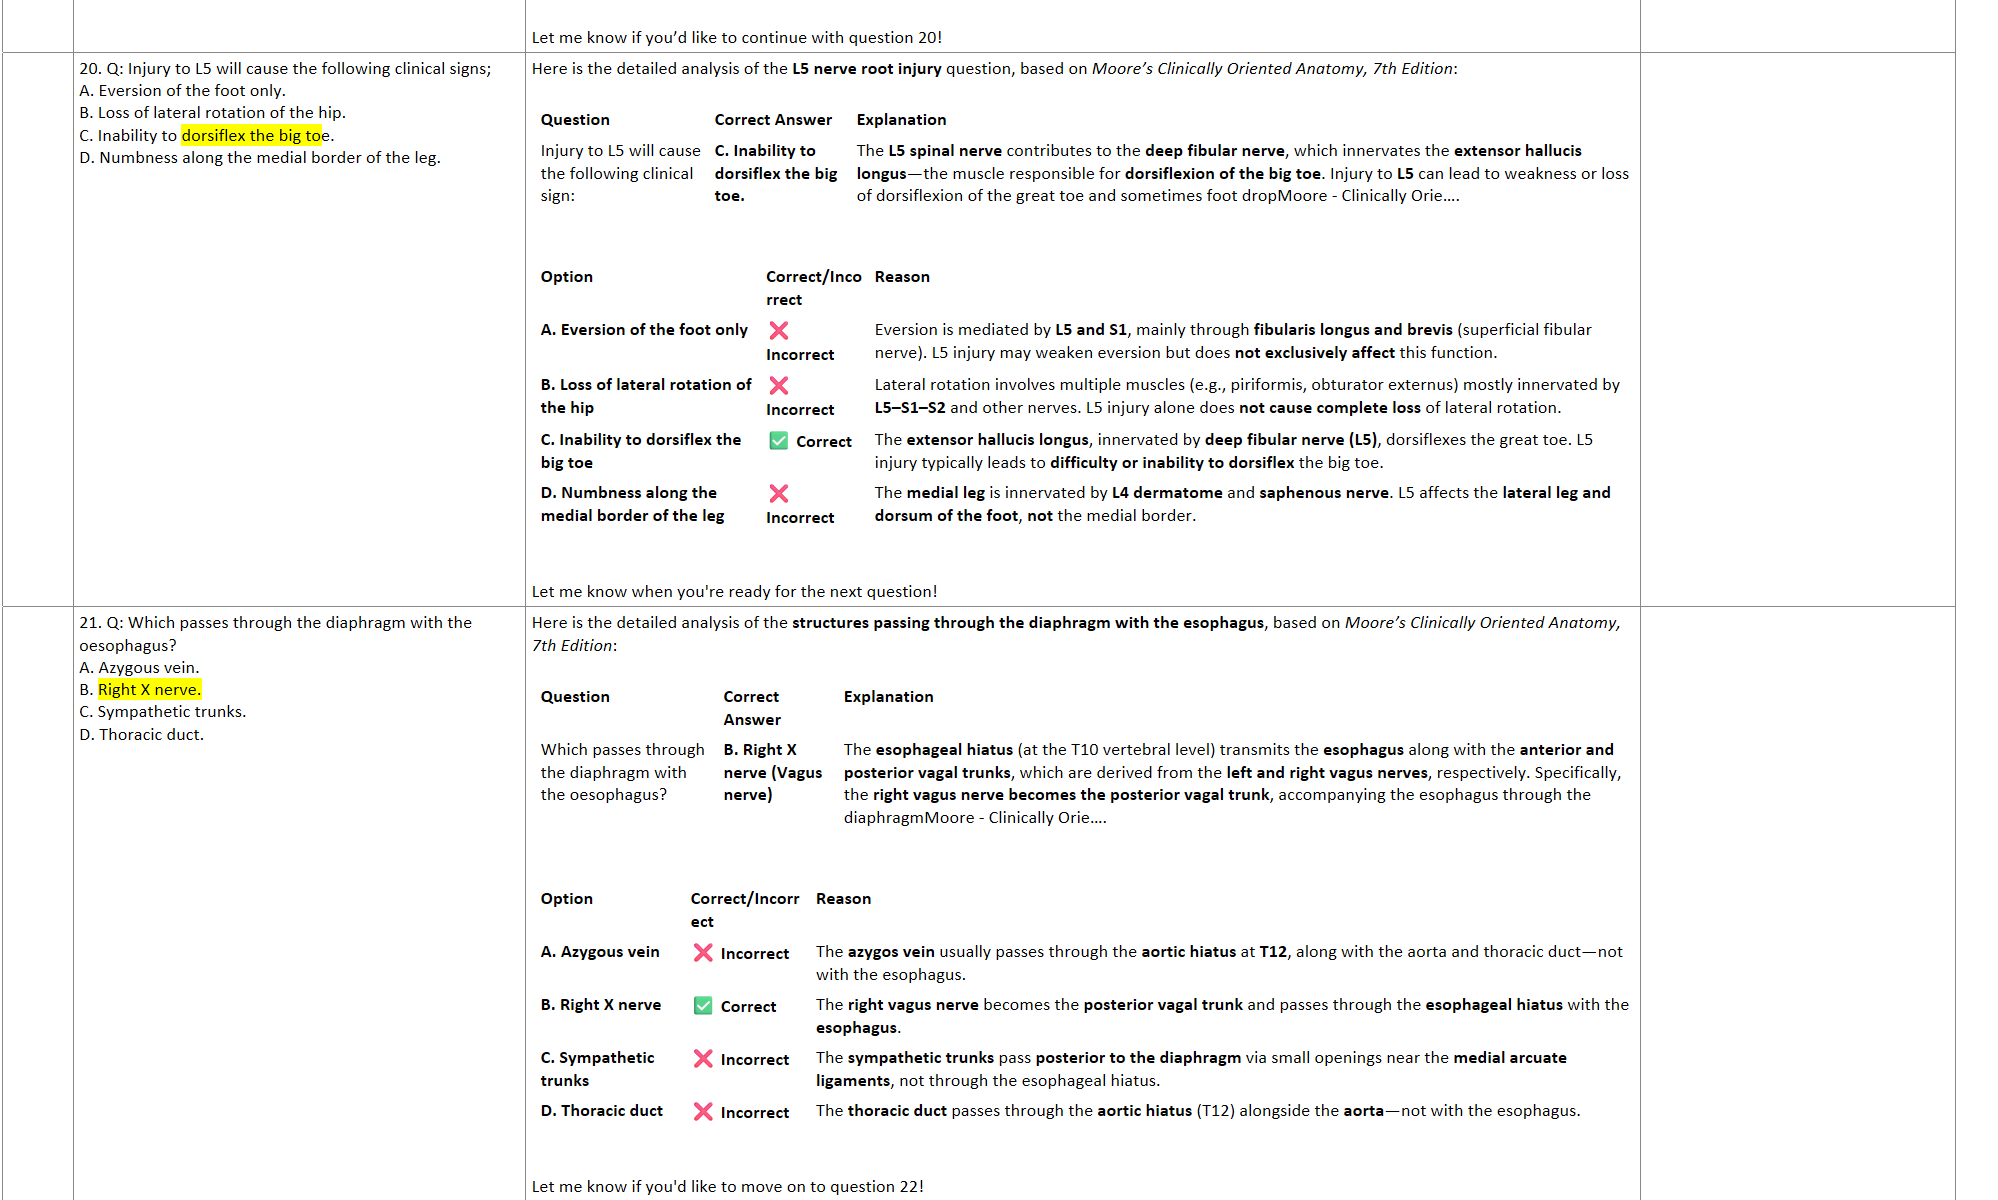 Let me know if you’d like to continue with question 20!
20. Q: Injury to L5 will cause the following clinical signs;
A. Eversion of the foot only.
B. Loss of lateral rotation of the hip.
C. Inability to dorsiflex the big toe.
D. Numbness along the medial border of the leg.
Here is the detailed analysis of the L5 nerve root injury question, based on Moore’s Clinically Oriented Anatomy, 7th Edition:
Question Correct Answer Explanation
Injury to L5 will cause
the following clinical
sign:
C. Inability to
dorsiflex the big
toe.
The L5 spinal nerve contributes to the deep fibular nerve, which innervates the extensor hallucis
longus—the muscle responsible for dorsiflexion of the big toe. Injury to L5 can lead to weakness or loss
of dorsiflexion of the great toe and sometimes foot dropMoore - Clinically Orie….
Option Correct/Inco Reason
rrect
A. Eversion of the foot only
❌
Incorrect
Eversion is mediated by L5 and S1, mainly through fibularis longus and brevis (superficial fibular
nerve). L5 injury may weaken eversion but does not exclusively affect this function.
B. Loss of lateral rotation of
the hip
❌
Incorrect
Lateral rotation involves multiple muscles (e.g., piriformis, obturator externus) mostly innervated by
L5–S1–S2 and other nerves. L5 injury alone does not cause complete loss of lateral rotation.
C. Inability to dorsiflex the
big toe
✅ Correct
The extensor hallucis longus, innervated by deep fibular nerve (L5), dorsiflexes the great toe. L5
injury typically leads to difficulty or inability to dorsiflex the big toe.
D. Numbness along the
medial border of the leg
❌
Incorrect
The medial leg is innervated by L4 dermatome and saphenous nerve. L5 affects the lateral leg and
dorsum of the foot, not the medial border.
Let me know when you're ready for the next question!
21. Q: Which passes through the diaphragm with the
oesophagus?
A. Azygous vein.
B. Right X nerve.
C. Sympathetic trunks.
D. Thoracic duct.
Here is the detailed analysis of the structures passing through the diaphragm with the esophagus, based on Moore’s Clinically Oriented Anatomy,
7th Edition:
Question Correct Explanation
Answer
Which passes through
the diaphragm with
the oesophagus?
B. Right X
nerve (Vagus
nerve)
The esophageal hiatus (at the T10 vertebral level) transmits the esophagus along with the anterior and
posterior vagal trunks, which are derived from the left and right vagus nerves, respectively. Specifically,
the right vagus nerve becomes the posterior vagal trunk, accompanying the esophagus through the
diaphragmMoore - Clinically Orie….
Option Correct/Incorr Reason
ect
A. Azygous vein
❌ Incorrect
The azygos vein usually passes through the aortic hiatus at T12, along with the aorta and thoracic duct—not
with the esophagus.
B. Right X nerve
✅ Correct
The right vagus nerve becomes the posterior vagal trunk and passes through the esophageal hiatus with the
esophagus.
C. Sympathetic
trunks
❌ Incorrect
The sympathetic trunks pass posterior to the diaphragm via small openings near the medial arcuate
ligaments, not through the esophageal hiatus.
D. Thoracic duct
❌ Incorrect
The thoracic duct passes through the aortic hiatus (T12) alongside the aorta—not with the esophagus.
Let me know if you'd like to move on to question 22!